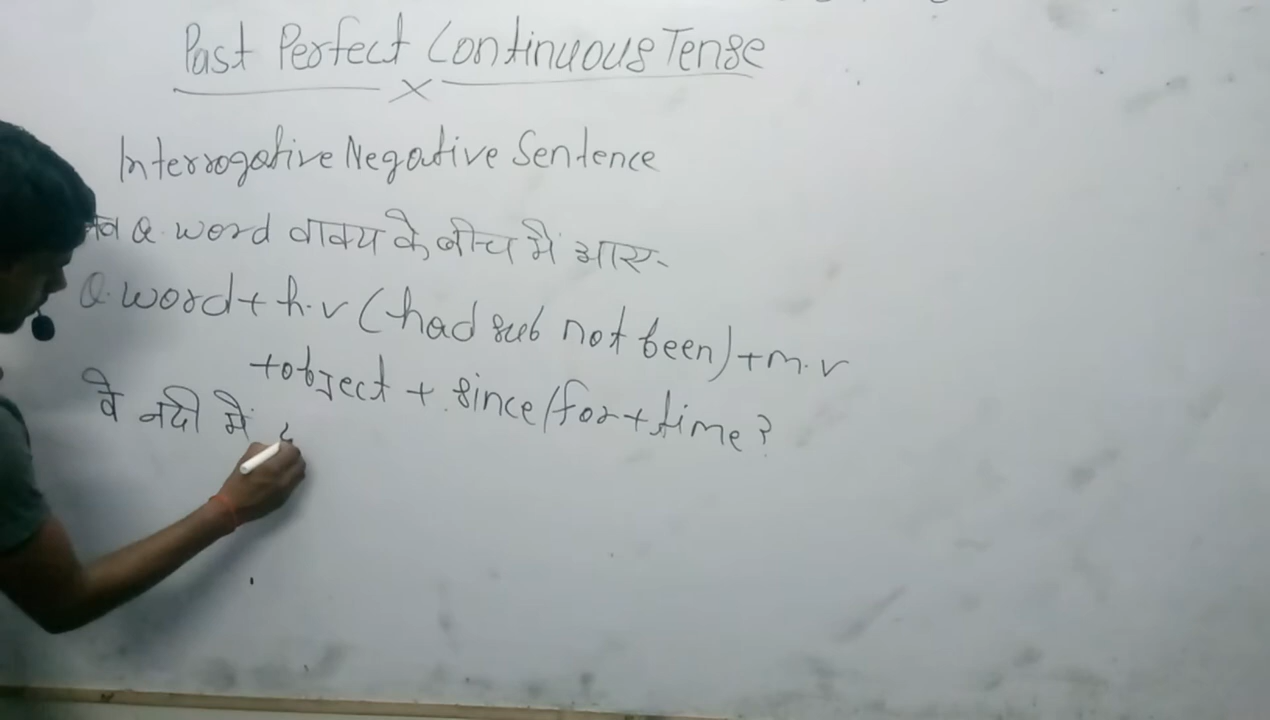 Past Perfect Continuous Tense
Interrogative Negative Sentence
Q. word वाक्य के बीच में आए-
Q. word + h.v (had sub not been) + m.v
+ object + since/for + time?
वे नदी में